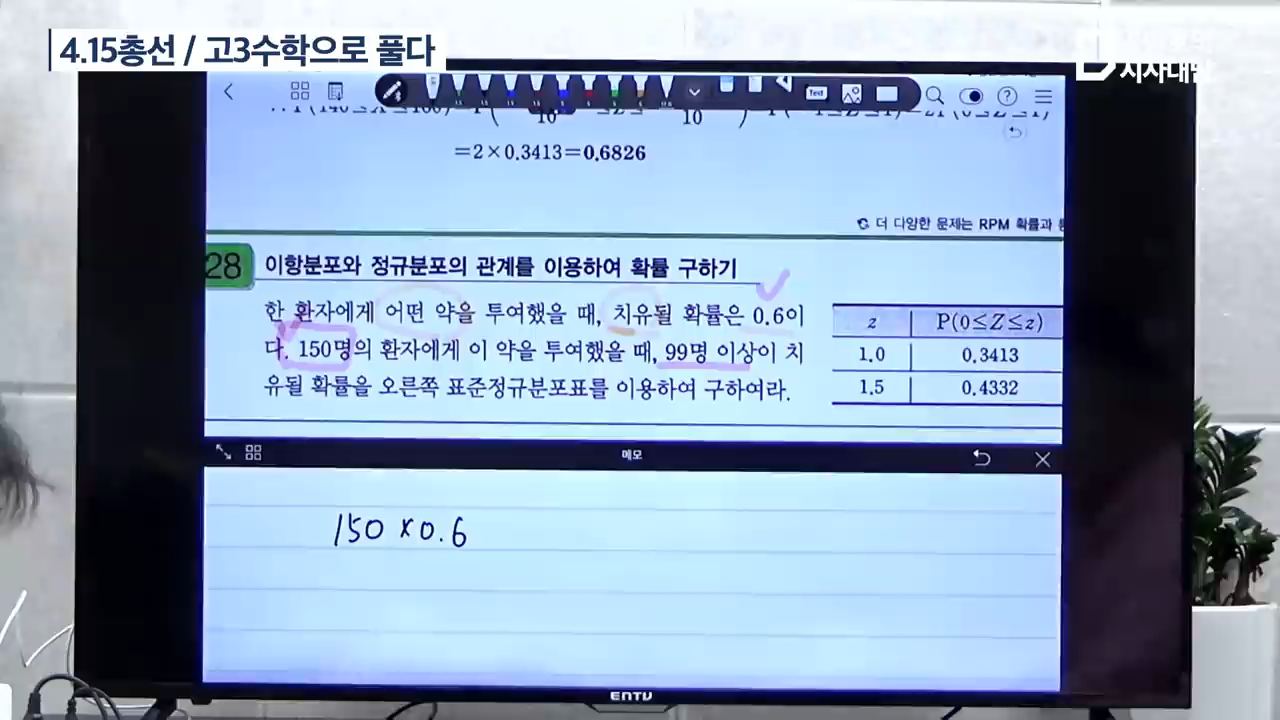 4.15총선 / 고3수학으로 풀다
시사대담
Text
10
10
=2×0.3413=0.6826
더 다양한 문제는 RPM 확률과
28 이항분포와 정규분포의 관계를 이용하여 확률 구하기
한 환자에게 어떤 약을 투여했을 때, 치유될 확률은 0.6이
다. 150명의 환자에게 이 약을 투여했을 때, 99명 이상이 치
유될 확률을 오른쪽 표준정규분포표를 이용하여 구하여라.
z P(0≤Z≤z)
1.0 0.3413
1.5 0.4332
메모
150 × 0.6